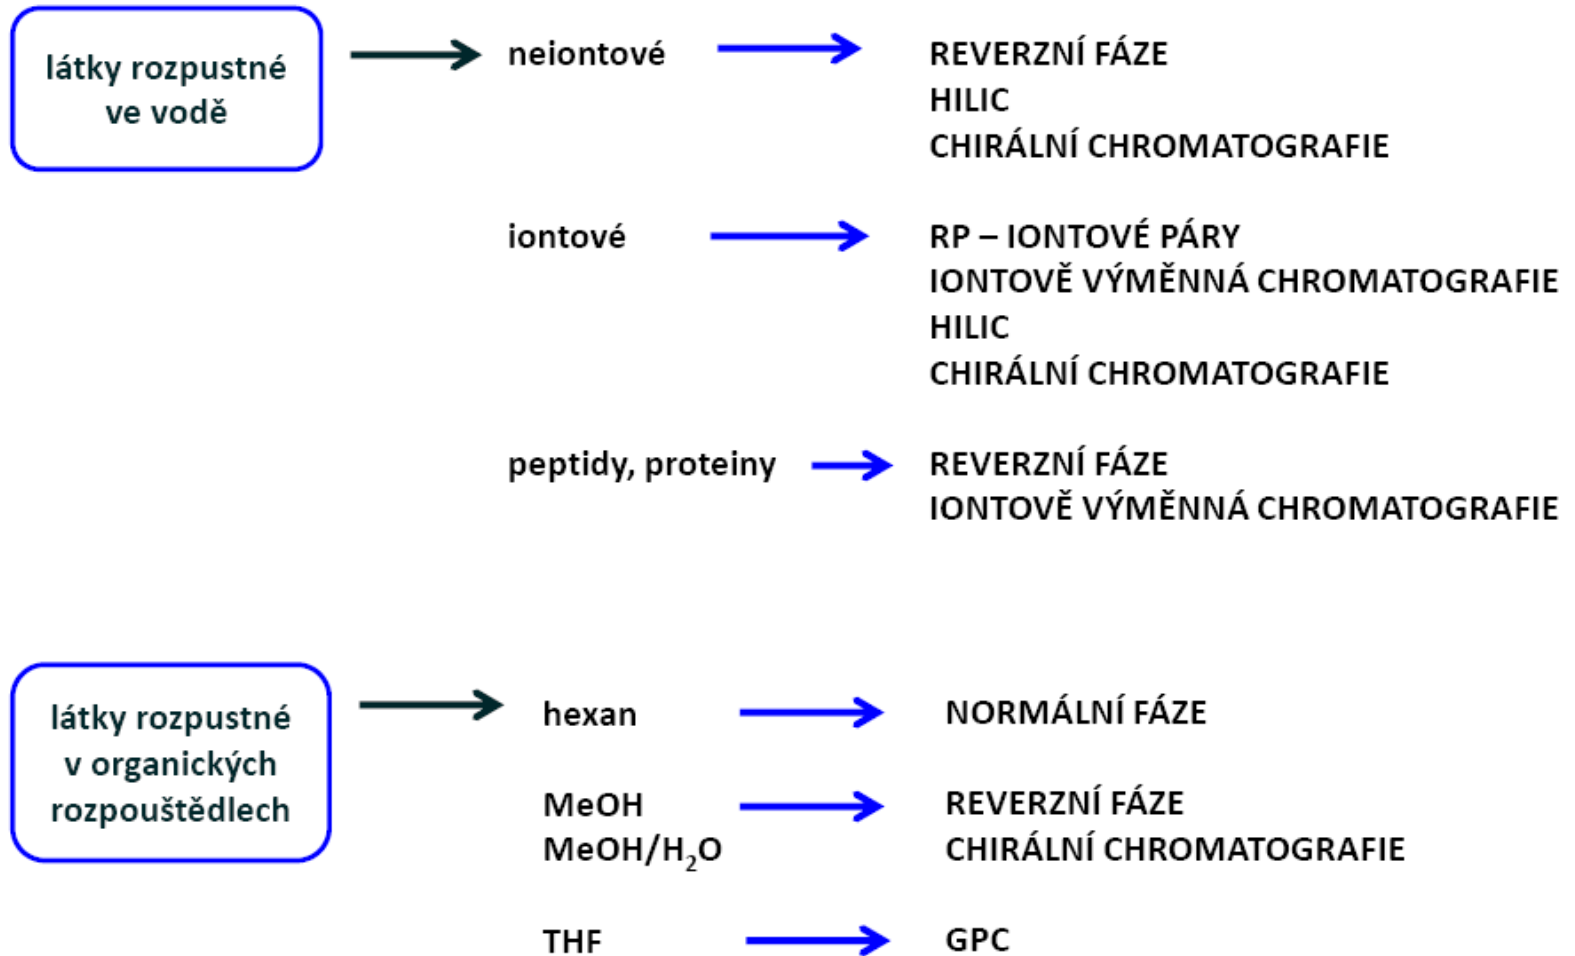 látky rozpustné
ve vodě
neiontové
REVERZNÍ FÁZE
HILIC
CHIRÁLNÍ CHROMATOGRAFIE
iontové
RP – IONTOVÉ PÁRY
IONTOVĚ VÝMĚNNÁ CHROMATOGRAFIE
HILIC
CHIRÁLNÍ CHROMATOGRAFIE
peptidy, proteiny
REVERZNÍ FÁZE
IONTOVĚ VÝMĚNNÁ CHROMATOGRAFIE
látky rozpustné
v organických
rozpouštědlech
hexan
NORMÁLNÍ FÁZE
MeOH
MeOH/H₂O
REVERZNÍ FÁZE
CHIRÁLNÍ CHROMATOGRAFIE
THF
GPC